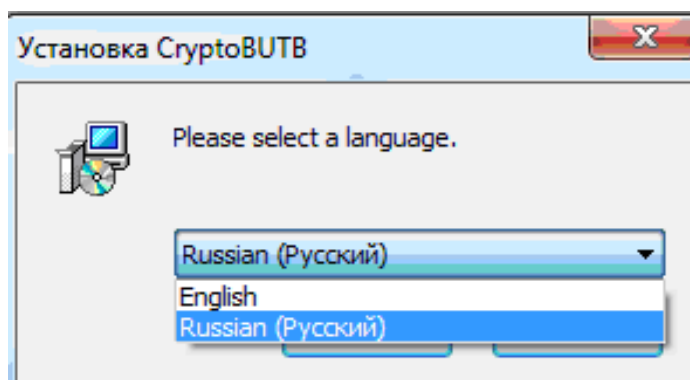 Установка CryptoBUTB
Please select a language.
Russian (Русский)
English
Russian (Русский)